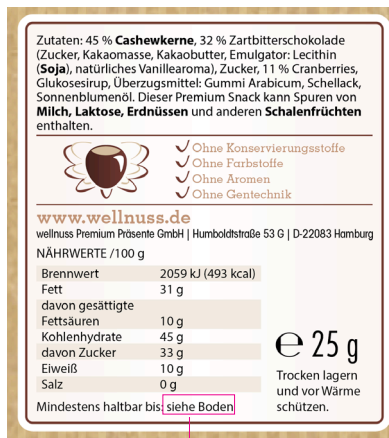 Zutaten: 45 % Cashewkerne, 32 % Zartbitterschokolade
(Zucker, Kakaomasse, Kakaobutter, Emulgator: Lecithin
(Soja), natürliches Vanillearoma), Zucker, 11 % Cranberries,
Glukosesirup, Überzugsmittel: Gummi Arabicum, Schellack,
Sonnenblumenöl. Dieser Premium Snack kann Spuren von
Milch, Laktose, Erdnüssen und anderen Schalenfrüchten
enthalten.
Ohne Konservierungsstoffe
Ohne Farbstoffe
Ohne Aromen
Ohne Gentechnik
www.wellnuss.de
wellnuss Premium Präsente GmbH | Humboldtstraße 53 G | D-22083 Hamburg
NÄHRWERTE /100 g
Brennwert 2059 kJ (493 kcal)
Fett 31 g
davon gesättigte
Fettsäuren 10 g
Kohlenhydrate 45 g
davon Zucker 33 g
Eiweiß 10 g
Salz 0 g
Mindestens haltbar bis: siehe Boden
℮ 25 g
Trocken lagern
und vor Wärme
schützen.